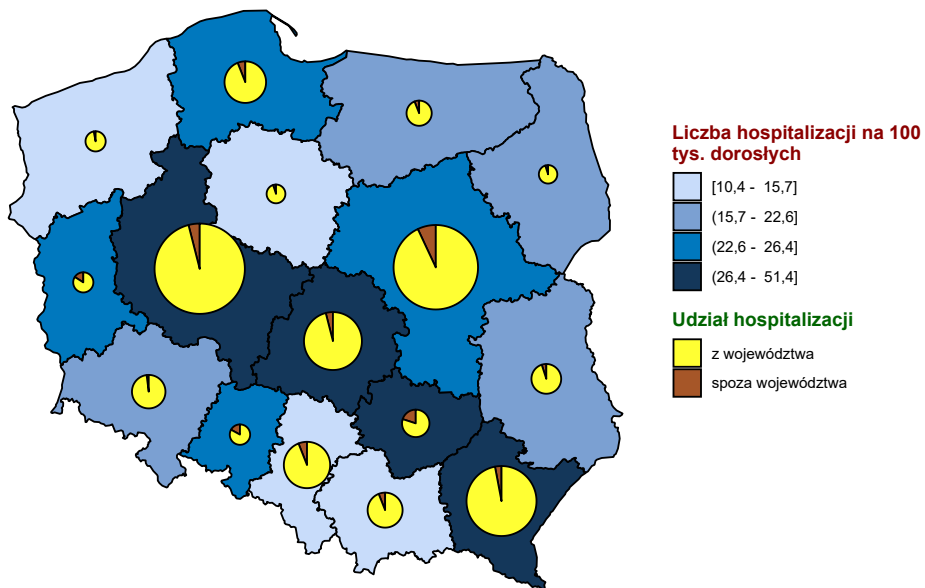 Liczba hospitalizacji na 100
tys. dorosłych
[10,4 - 15,7]
(15,7 - 22,6]
(22,6 - 26,4]
(26,4 - 51,4]
Udział hospitalizacji
z województwa
spoza województwa